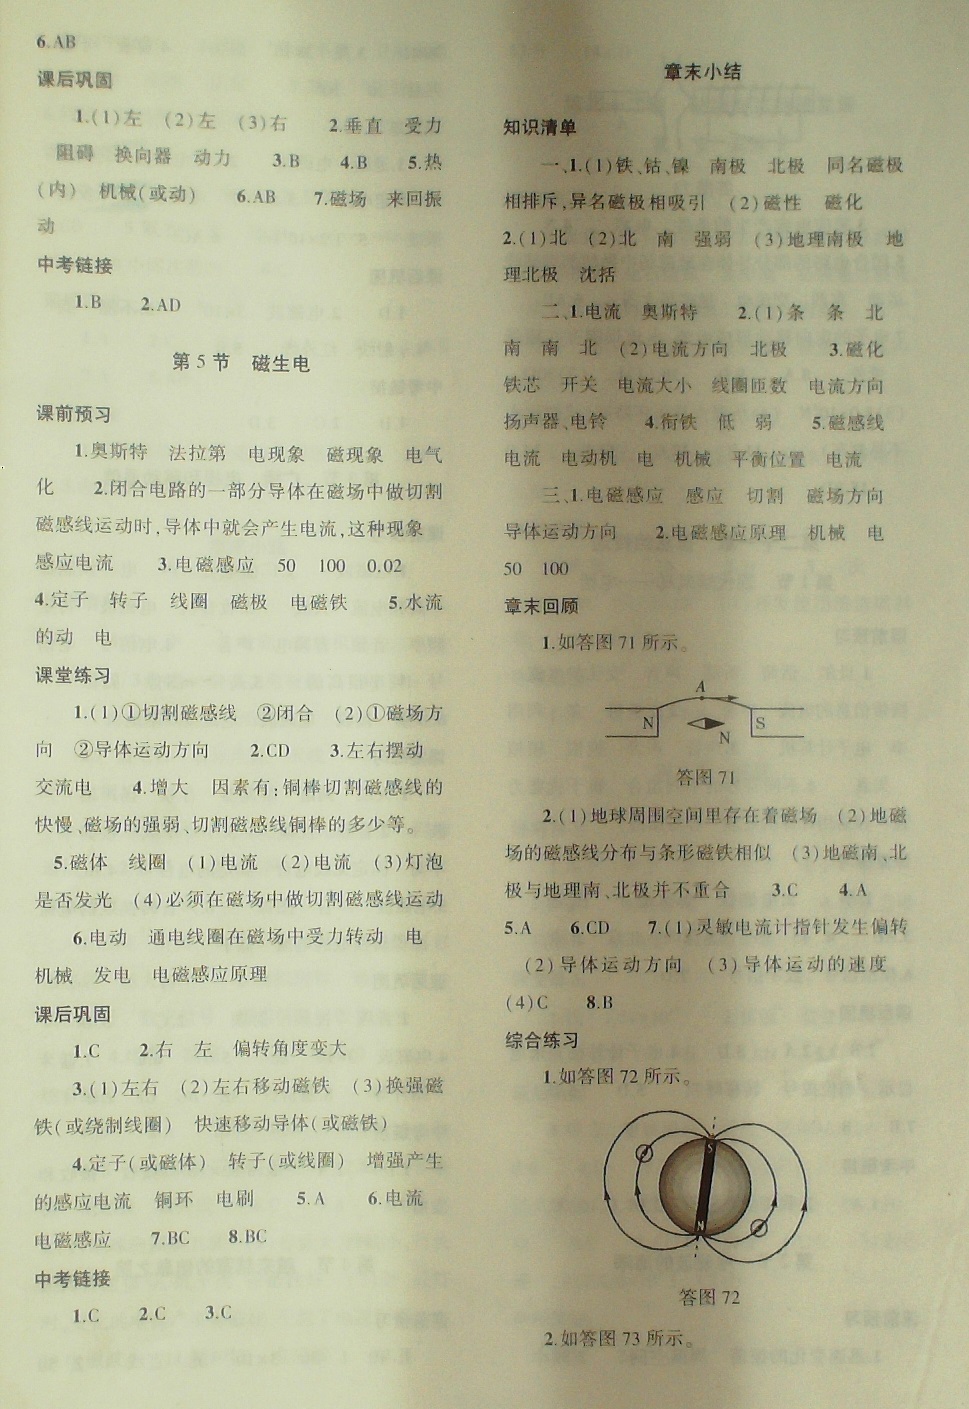 6.AB
课后巩固
1.(1)左 (2)左 (3)右 2.垂直 受力
阻碍 换向器 动力 3.B 4.B 5.热
(内) 机械(或动) 6.AB 7.磁场 来回振
动
中考链接
1.B 2.AD
第5节 磁生电
课前预习
1.奥斯特 法拉第 电现象 磁现象 电气
化 2.闭合电路的一部分导体在磁场中做切割
磁感线运动时,导体中就会产生电流,这种现象
感应电流 3.电磁感应 50 100 0.02
4.定子 转子 线圈 磁极 电磁铁 5.水流
的动 电
课堂练习
1.(1)①切割磁感线 ②闭合 (2)①磁场方
向 ②导体运动方向 2.CD 3.左右摆动
交流电 4.增大 因素有:铜棒切割磁感线的
快慢、磁场的强弱、切割磁感线铜棒的多少等。
5.磁体 线圈 (1)电流 (2)电流 (3)灯泡
是否发光 (4)必须在磁场中做切割磁感线运动
6.电动 通电线圈在磁场中受力转动 电
机械 发电 电磁感应原理
课后巩固
1.C 2.右 左 偏转角度变大
3.(1)左右 (2)左右移动磁铁 (3)换强磁
铁(或绕制线圈) 快速移动导体(或磁铁)
4.定子(或磁体) 转子(或线圈) 增强产生
的感应电流 铜环 电刷 5.A 6.电流
电磁感应 7.BC 8.BC
中考链接
1.C 2.C 3.C
章末小结
知识清单
一、1.(1)铁、钴、镍 南极 北极 同名磁极
相排斥,异名磁极相吸引 (2)磁性 磁化
2.(1)北 (2)北 南 强弱 (3)地理南极 地
理北极 沈括
二、1.电流 奥斯特 2.(1)条 条 北
南 南 北 (2)电流方向 北极 3.磁化
铁芯 开关 电流大小 线圈匝数 电流方向
扬声器、电铃 4.衔铁 低 弱 5.磁感线
电流 电动机 电 机械 平衡位置 电流
三、1.电磁感应 感应 切割 磁场方向
导体运动方向 2.电磁感应原理 机械 电
50 100
章末回顾
1.如答图71所示。
A
N S
N
答图71
2.(1)地球周围空间里存在着磁场 (2)地磁
场的磁感线分布与条形磁铁相似 (3)地磁南、北
极与地理南、北极并不重合 3.C 4.A
5.A 6.CD 7.(1)灵敏电流计指针发生偏转
(2)导体运动方向 (3)导体运动的速度
(4)C 8.B
综合练习
1.如答图72所示。
S
N
答图72
2.如答图73所示。